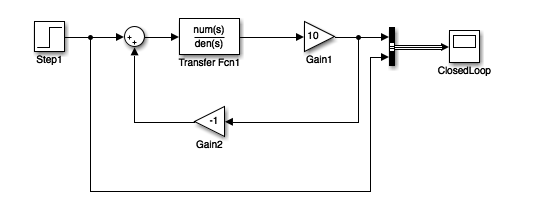 Step1
+
+
num(s)
den(s)
Transfer Fcn1
10
Gain1
ClosedLoop
-1
Gain2